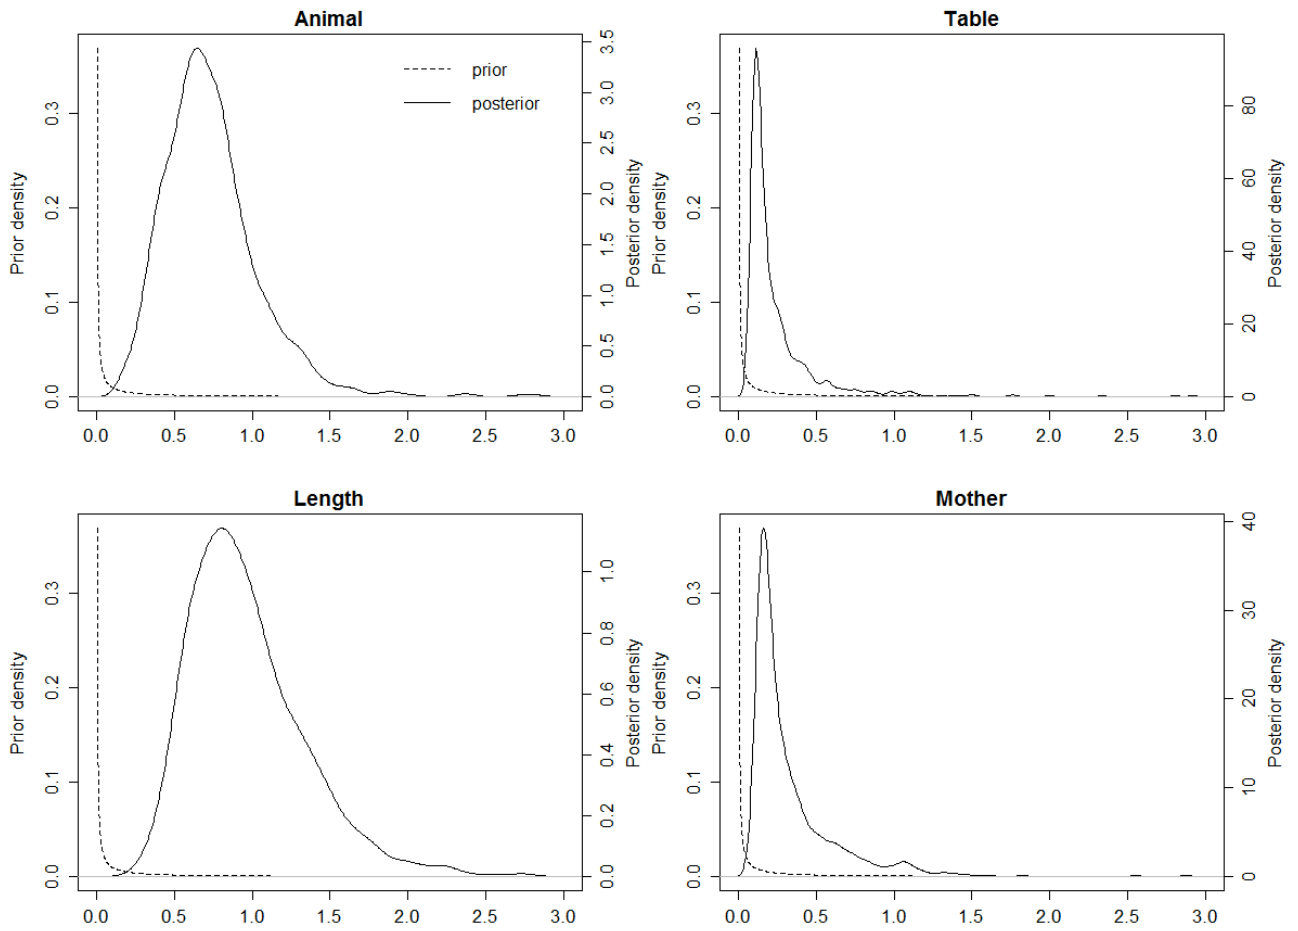 Animal
prior
posterior
Prior density
0.0 0.1 0.2 0.3
Posterior density
0.0 0.5 1.0 1.5 2.0 2.5 3.0 3.5
0.0 0.5 1.0 1.5 2.0 2.5 3.0
Table
Prior density
0.0 0.1 0.2 0.3
Posterior density
0 20 40 60 80
0.0 0.5 1.0 1.5 2.0 2.5 3.0
Length
Prior density
0.0 0.1 0.2 0.3
Posterior density
0.0 0.2 0.4 0.6 0.8 1.0
0.0 0.5 1.0 1.5 2.0 2.5 3.0
Mother
Prior density
0.0 0.1 0.2 0.3
Posterior density
0 10 20 30 40
0.0 0.5 1.0 1.5 2.0 2.5 3.0